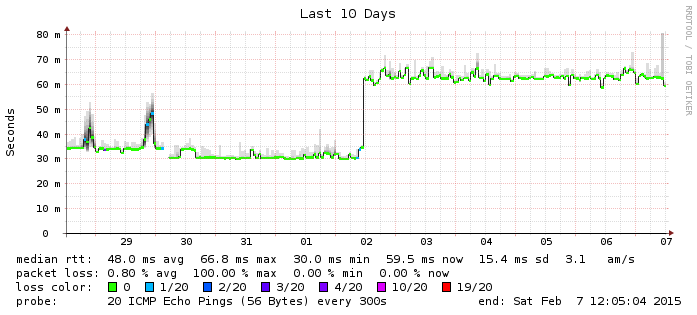 Last 10 Days
RRDTOOL / TOBI OETIKER
Seconds
80 m
70 m
60 m
50 m
40 m
30 m
20 m
10 m
0
29 30 31 01 02 03 04 05 06 07
median rtt: 48.0 ms avg 66.8 ms max 30.0 ms min 59.5 ms now 15.4 ms sd 3.1 am/s
packet loss: 0.80 % avg 100.00 % max 0.00 % min 0.00 % now
loss color: 0 1/20 2/20 3/20 4/20 10/20 19/20
probe: 20 ICMP Echo Pings (56 Bytes) every 300s end: Sat Feb 7 12:05:04 2015